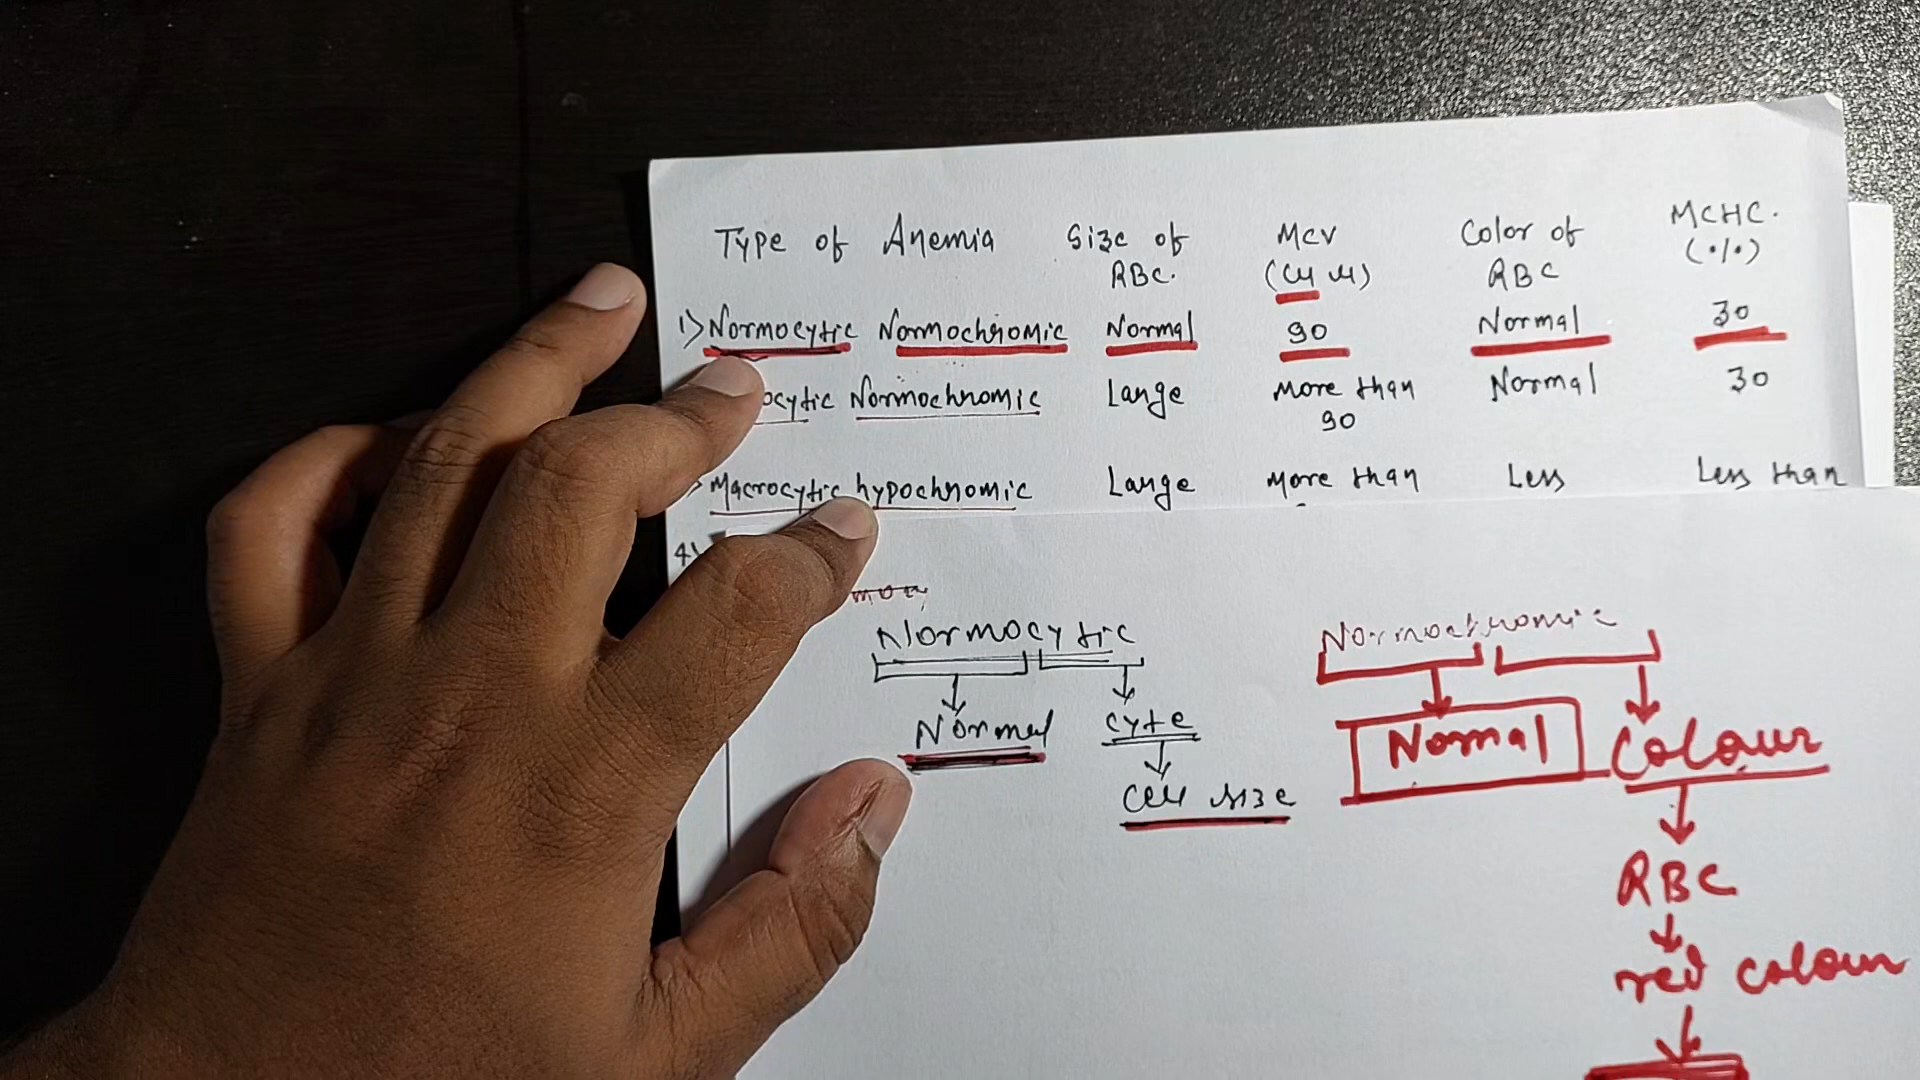 Type of Anemia Size of RBC. MCV (Cu M) Color of RBC MCHC. (%)
1) Normocytic Normochromic Normal 90 Normal 30
ocytic Normochromic Large More than 90 Normal 30
Macrocytic hypochromic Large More than Less Less than
4)
Normocytic Normochromic
Normal cyte Normal Colour
cell size
RBC
red colour